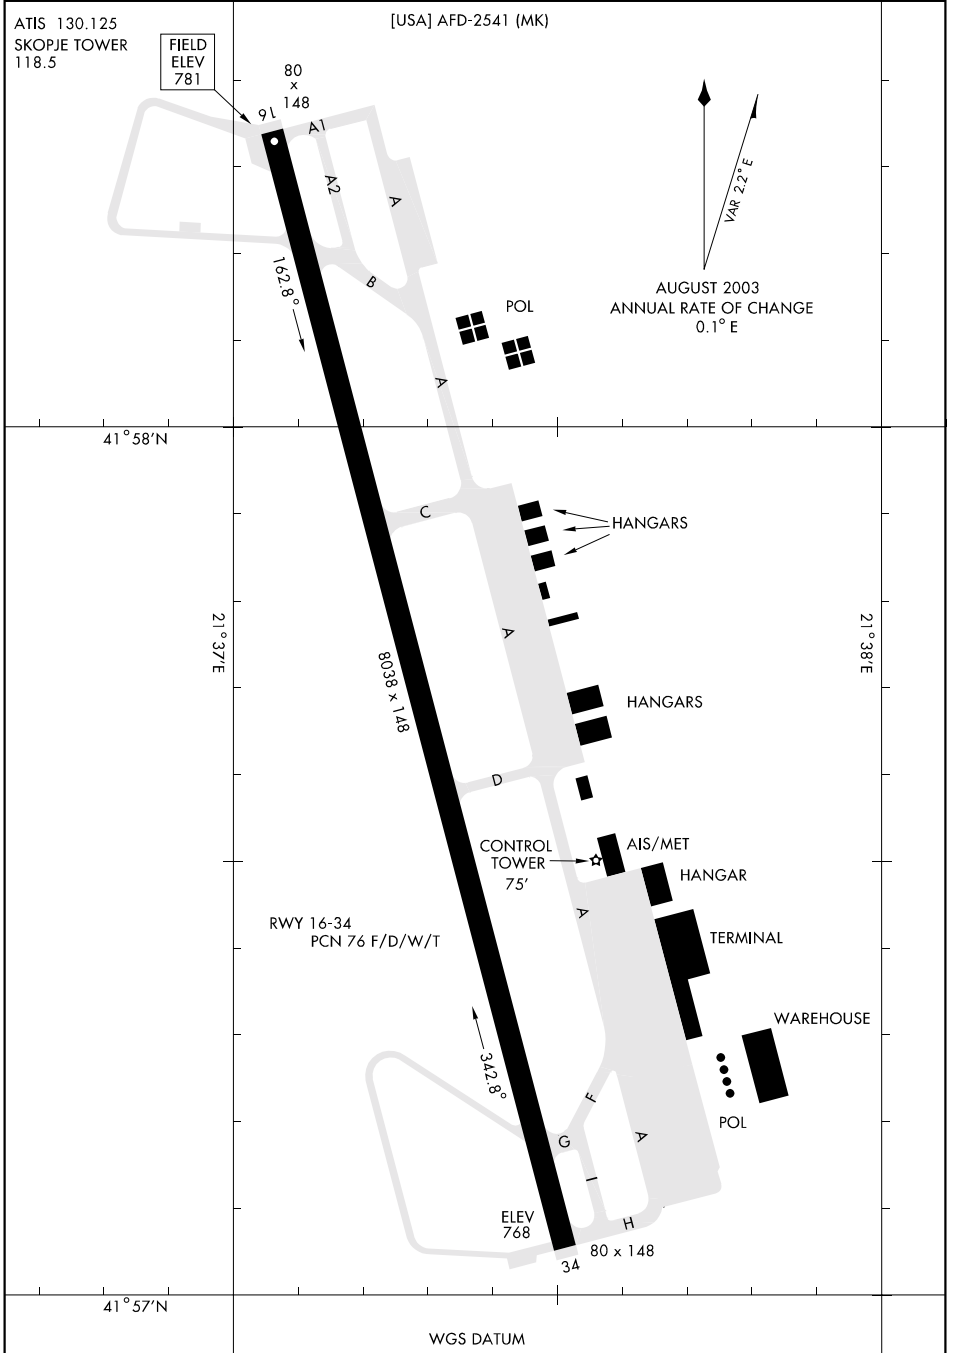 ATIS 130.125
SKOPJE TOWER
118.5
[USA] AFD-2541 (MK)
FIELD
ELEV
781
80
x
148
16
A1
A2
A
B
162.8°
VAR 2.2° E
AUGUST 2003
ANNUAL RATE OF CHANGE
0.1° E
POL
A
41°58'N
C
HANGARS
21°37'E
21°38'E
A
8038 x 148
HANGARS
D
CONTROL
TOWER
75'
AIS/MET
HANGAR
A
RWY 16-34
PCN 76 F/D/W/T
TERMINAL
WAREHOUSE
342.8°
F
POL
G
A
I
H
ELEV
768
80 x 148
34
41°57'N
WGS DATUM